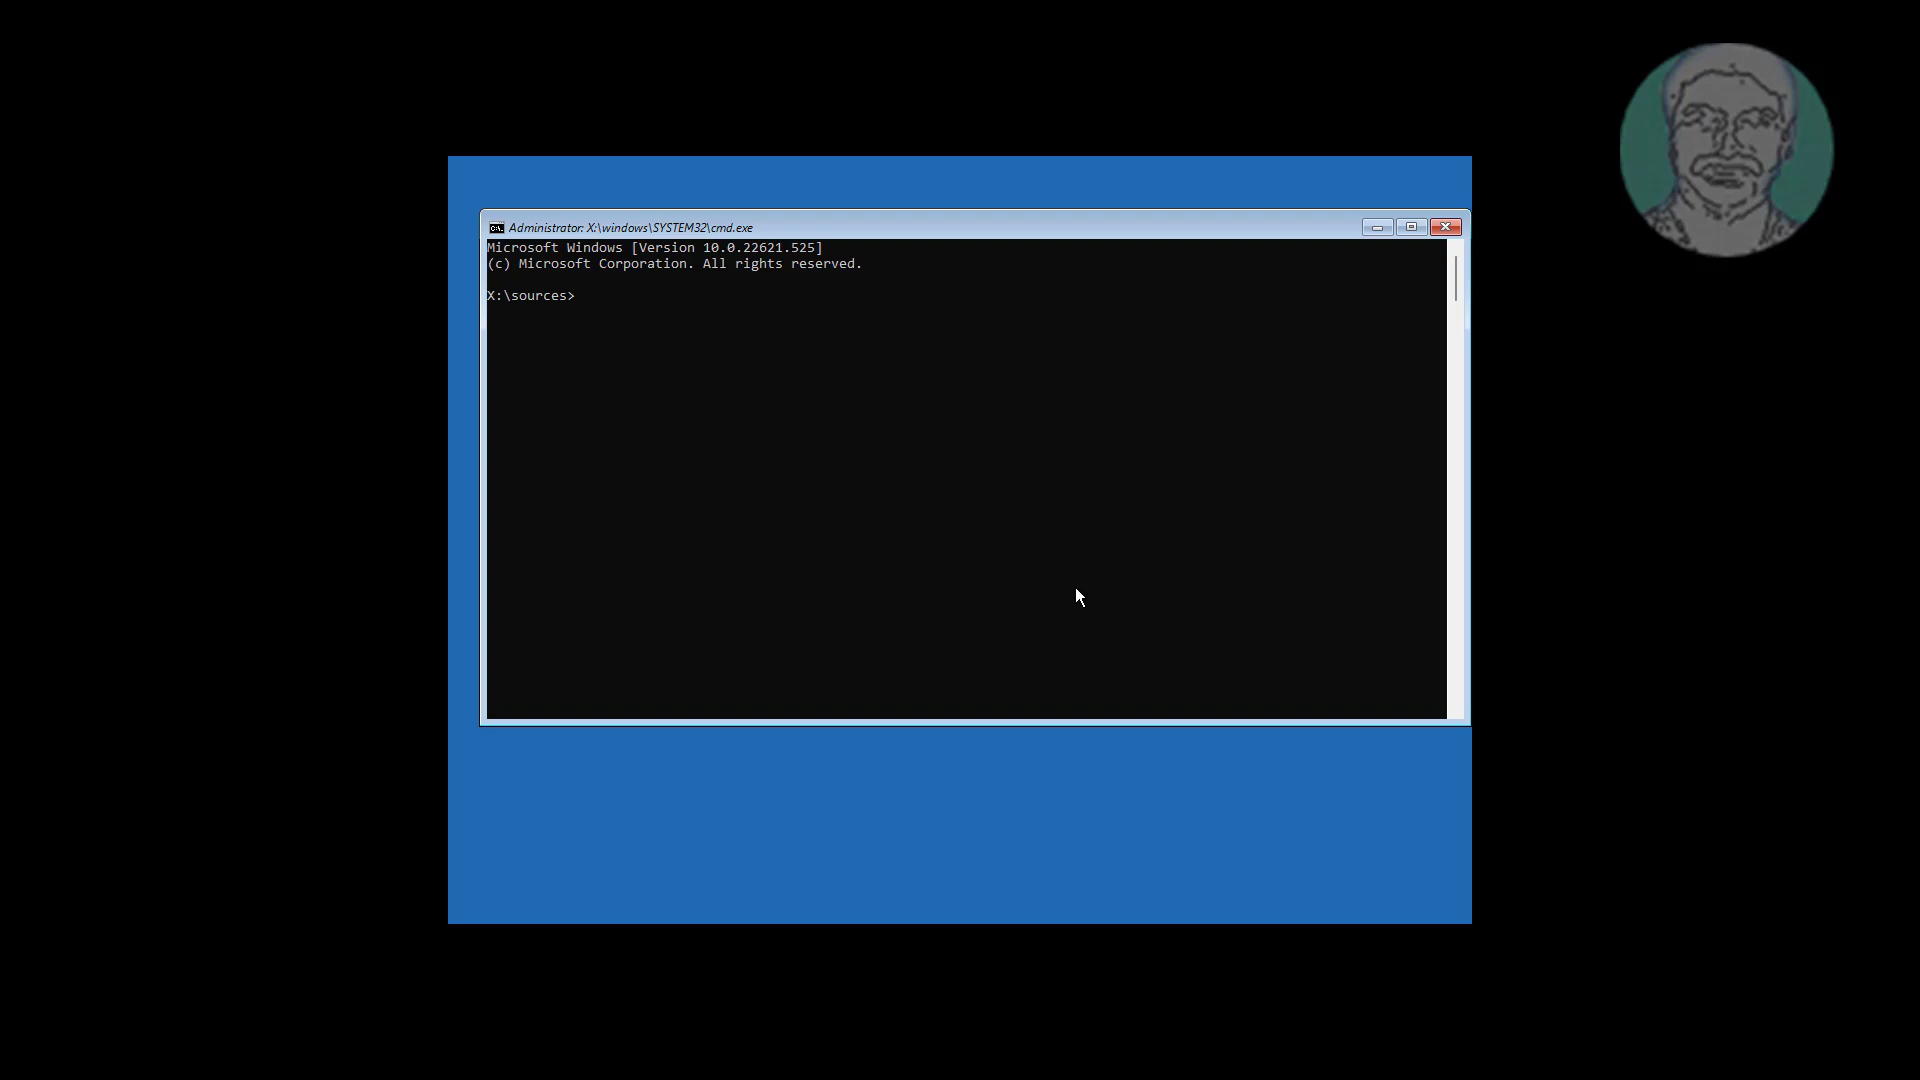 Administrator: X:\windows\SYSTEM32\cmd.exe
Microsoft Windows [Version 10.0.22621.525]
(c) Microsoft Corporation. All rights reserved.
X:\sources>